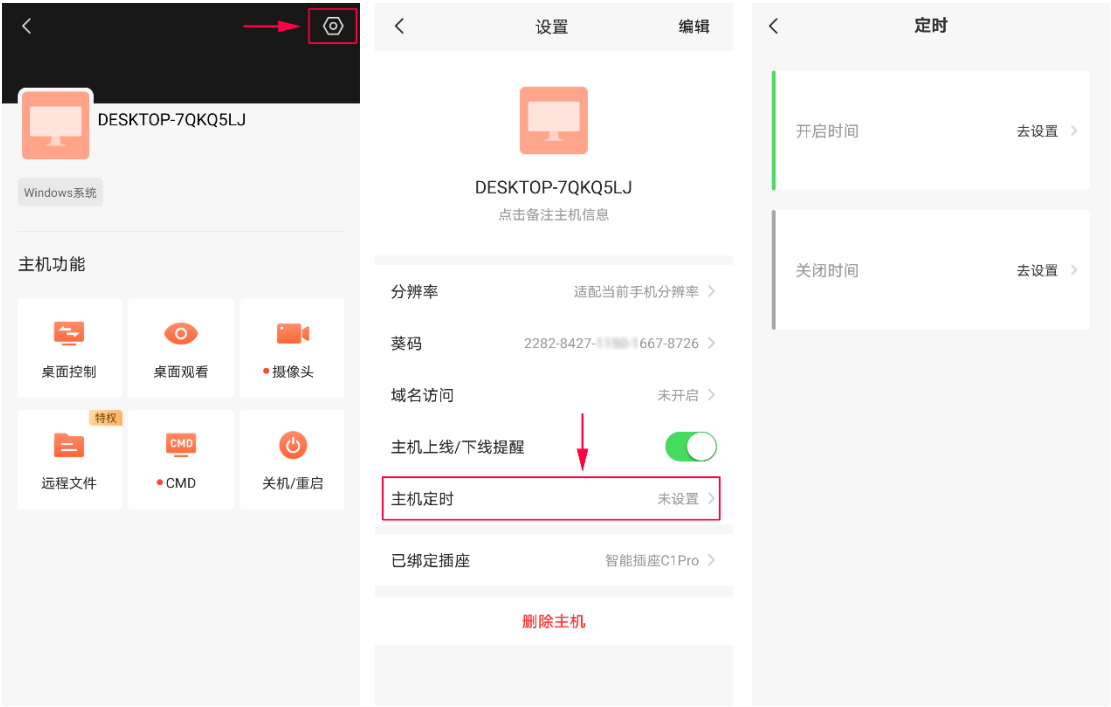 DESKTOP-7QKQ5LJ
Windows系统
主机功能
桌面控制
桌面观看
摄像头
特权
远程文件
CMD
CMD
关机/重启
设置
编辑
DESKTOP-7QKQ5LJ
点击备注主机信息
分辨率
适配当前手机分辨率
葵码
2282-8427- 667-8726
域名访问
未开启
主机上线/下线提醒
主机定时
未设置
已绑定插座
智能插座C1Pro
删除主机
定时
开启时间
去设置
关闭时间
去设置